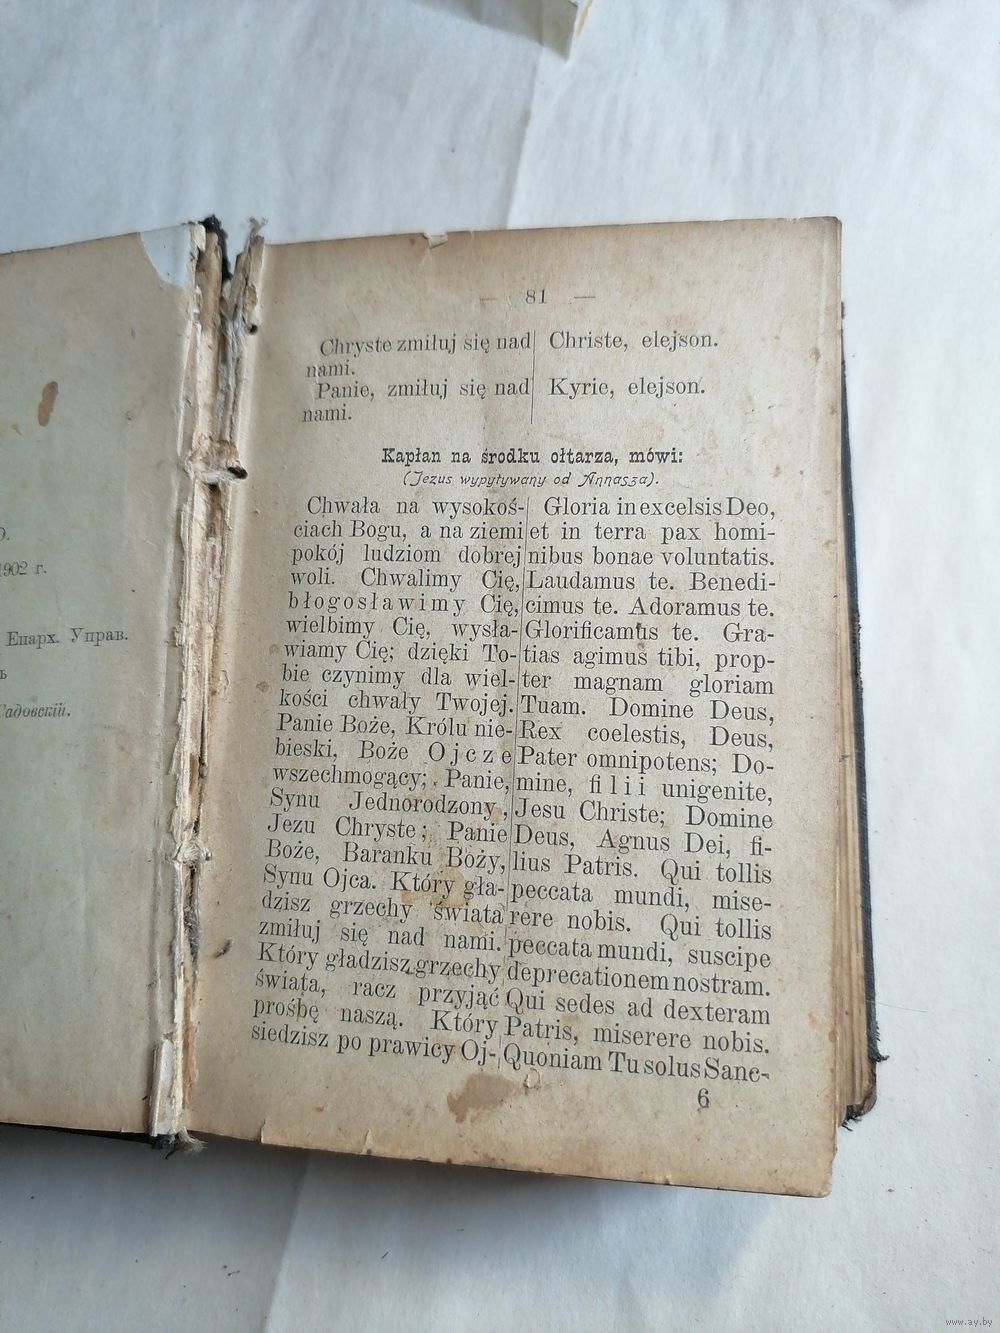 1902 г.
Епарх. Управ.
— 81 —
Chryste zmiłuj się nad
nami.
Panie, zmiłuj się nad
nami.
Christe, elejson.
Kyrie, elejson.
Kapłan na środku ołtarza, mówi:
(Jezus wypytywany od Annasza).
Chwała na wysokoś-
ciach Bogu, a na ziemi
pokój ludziom dobrej
woli. Chwalimy Cię,
błogosławimy Cię,
wielbimy Cię, wysła-
wiamy Cię; dzięki To-
bie czynimy dla wiel-
kości chwały Twojej.
Panie Boże, Królu nie-
bieski, Boże Ojcze
wszechmogący; Panie,
Synu Jednorodzony,
Jezu Chryste; Panie
Boże, Baranku Boży,
Synu Ojca. Który gła-
dzisz grzechy świata
zmiłuj się nad nami.
Który gładzisz grzechy
świata, racz przyjąć
prośbę naszą. Który
siedzisz po prawicy Oj-
Gloria in excelsis Deo,
et in terra pax homi-
nibus bonae voluntatis.
Laudamus te. Benedi-
cimus te. Adoramus te.
Glorificamus te. Gra-
tias agimus tibi, prop-
ter magnam gloriam
Tuam. Domine Deus,
Rex coelestis, Deus,
Pater omnipotens; Do-
mine, filii unigenite,
Jesu Christe; Domine
Deus, Agnus Dei, fi-
lius Patris. Qui tollis
peccata mundi, mise-
rere nobis. Qui tollis
peccata mundi, suscipe
deprecationem nostram.
Qui sedes ad dexteram
Patris, miserere nobis.
Quoniam Tu solus Sanc-
6
www.ay.by